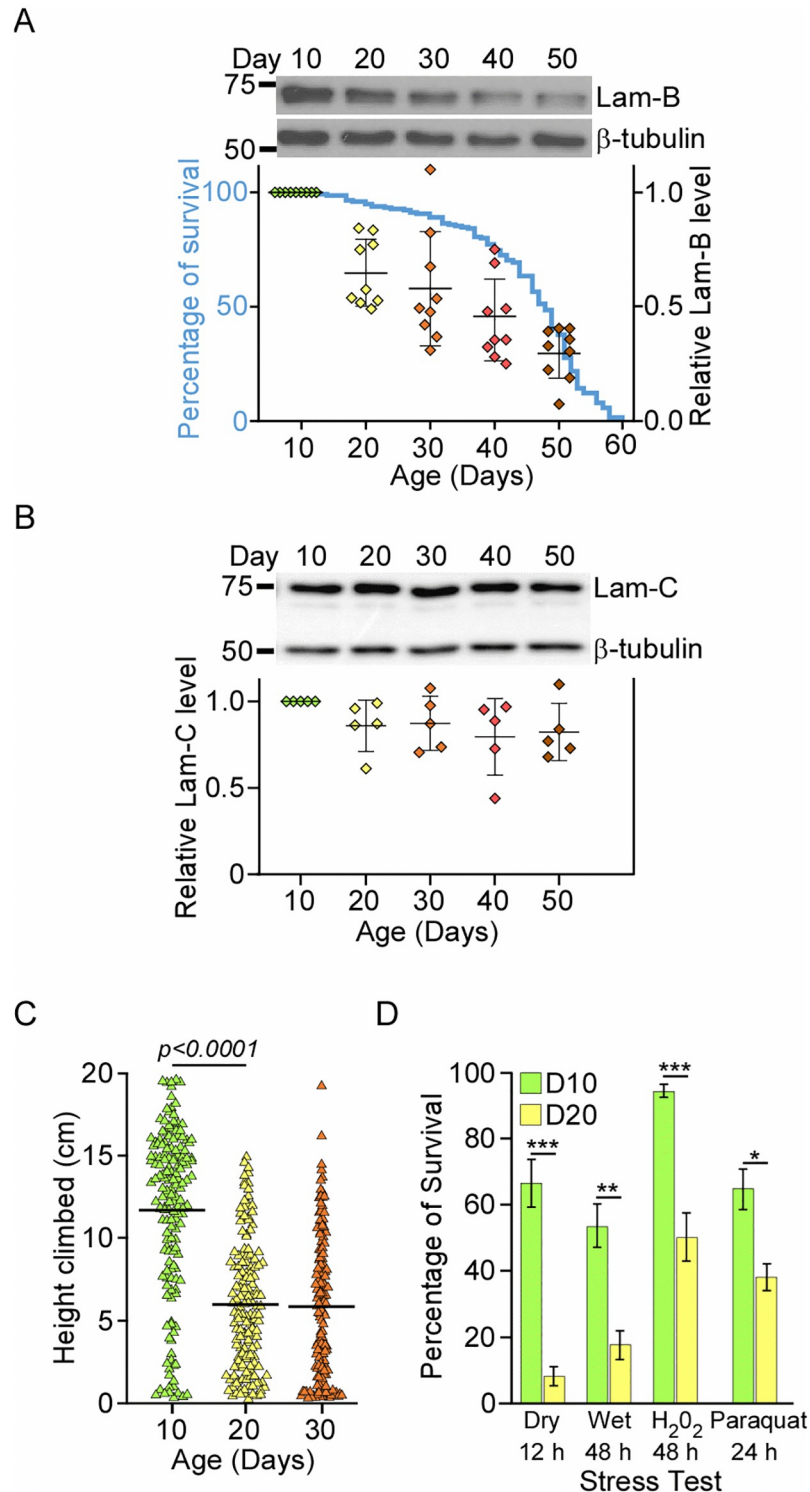 A
Day 10 20 30 40 50
75
Lam-B
β-tubulin
50
Percentage of survival
100
50
0
1.0
0.5
0.0
Relative Lam-B level
10 20 30 40 50 60
Age (Days)
B
Day 10 20 30 40 50
75
Lam-C
50
β-tubulin
Relative Lam-C level
1.0
0.5
0
10 20 30 40 50
Age (Days)
C
p<0.0001
Height climbed (cm)
20
15
10
5
0
10 20 30
Age (Days)
D
Percentage of Survival
100
80
60
40
20
0
D10
D20
***
**
***
*
Dry Wet H₂0₂ Paraquat
12 h 48 h 48 h 24 h
Stress Test